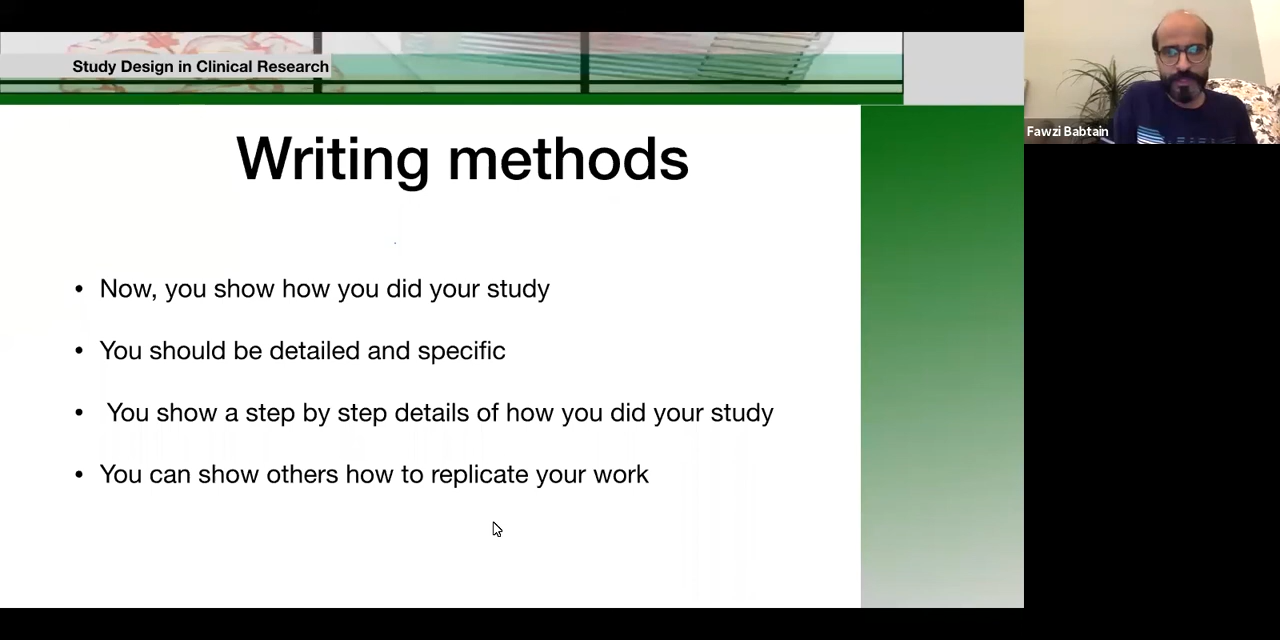 Study Design in Clinical Research
Fawzi Babtain
Writing methods
• Now, you show how you did your study
• You should be detailed and specific
• You show a step by step details of how you did your study
• You can show others how to replicate your work